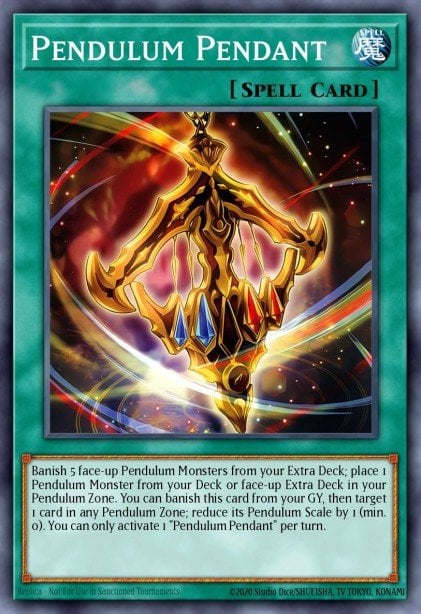 PENDULUM PENDANT
SPELL
魔
[SPELL CARD]
Banish 5 face-up Pendulum Monsters from your Extra Deck; place 1
Pendulum Monster from your Deck or face-up Extra Deck in your
Pendulum Zone. You can banish this card from your GY, then target
1 card in any Pendulum Zone; reduce its Pendulum Scale by 1 (min.
0). You can only activate 1 "Pendulum Pendant" per turn.
Replica - Not For Use in Sanctioned Tournaments
©2020 Studio Dice/SHUEISHA, TV TOKYO, KONAMI